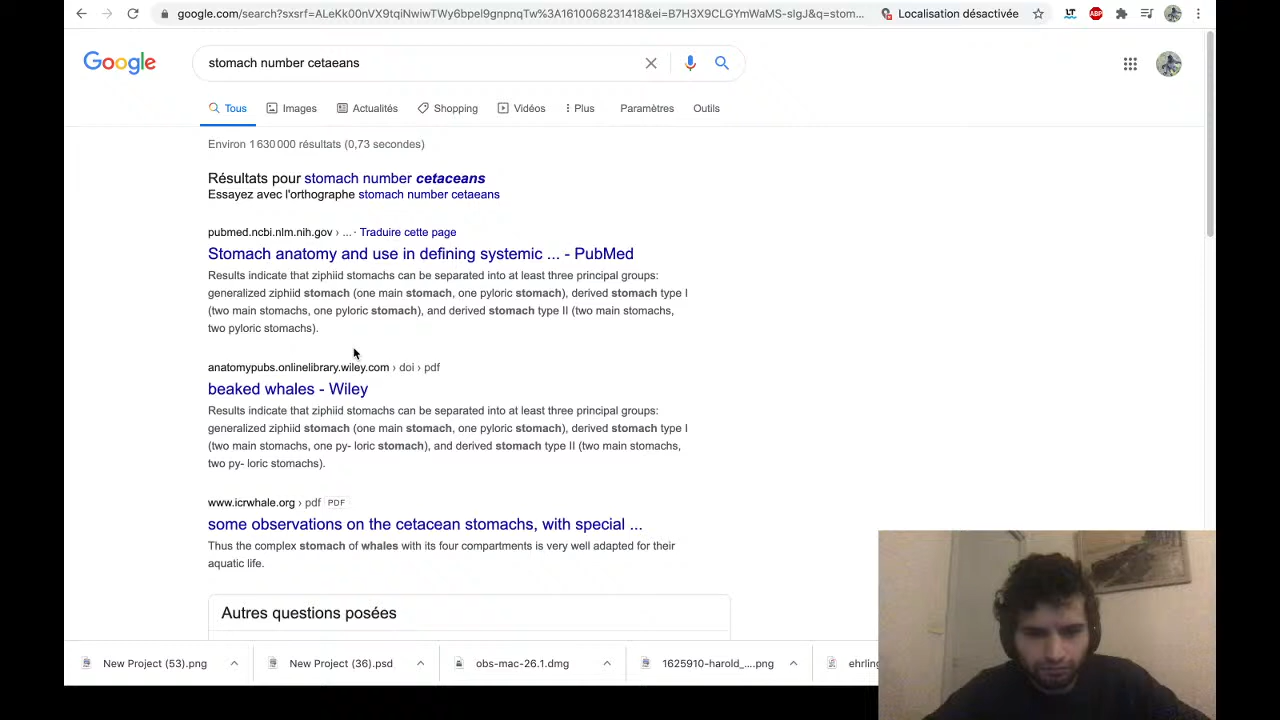 google.com/search?sxsrf=ALeKk00nVX9tqiNwiwTWy6bpel9gnpnqTw%3A1610068231418&ei=B7H3X9CLGYmWaMS-slgJ&q=stom...
Localisation désactivée
LT
ABP
Google
stomach number cetaeans
Tous
Images
Actualités
Shopping
Vidéos
Plus
Paramètres
Outils
Environ 1 630 000 résultats (0,73 secondes)
Résultats pour stomach number cetaceans
Essayez avec l'orthographe stomach number cetaeans
pubmed.ncbi.nlm.nih.gov › ... · Traduire cette page
Stomach anatomy and use in defining systemic ... - PubMed
Results indicate that ziphiid stomachs can be separated into at least three principal groups:
generalized ziphiid stomach (one main stomach, one pyloric stomach), derived stomach type I
(two main stomachs, one pyloric stomach), and derived stomach type II (two main stomachs,
two pyloric stomachs).
anatomypubs.onlinelibrary.wiley.com › doi › pdf
beaked whales - Wiley
Results indicate that ziphiid stomachs can be separated into at least three principal groups:
generalized ziphiid stomach (one main stomach, one pyloric stomach), derived stomach type I
(two main stomachs, one py- loric stomach), and derived stomach type II (two main stomachs,
two py- loric stomachs).
www.icrwhale.org › pdf PDF
some observations on the cetacean stomachs, with special ...
Thus the complex stomach of whales with its four compartments is very well adapted for their
aquatic life.
Autres questions posées
New Project (53).png
New Project (36).psd
obs-mac-26.1.dmg
1625910-harold_....png
ehrling